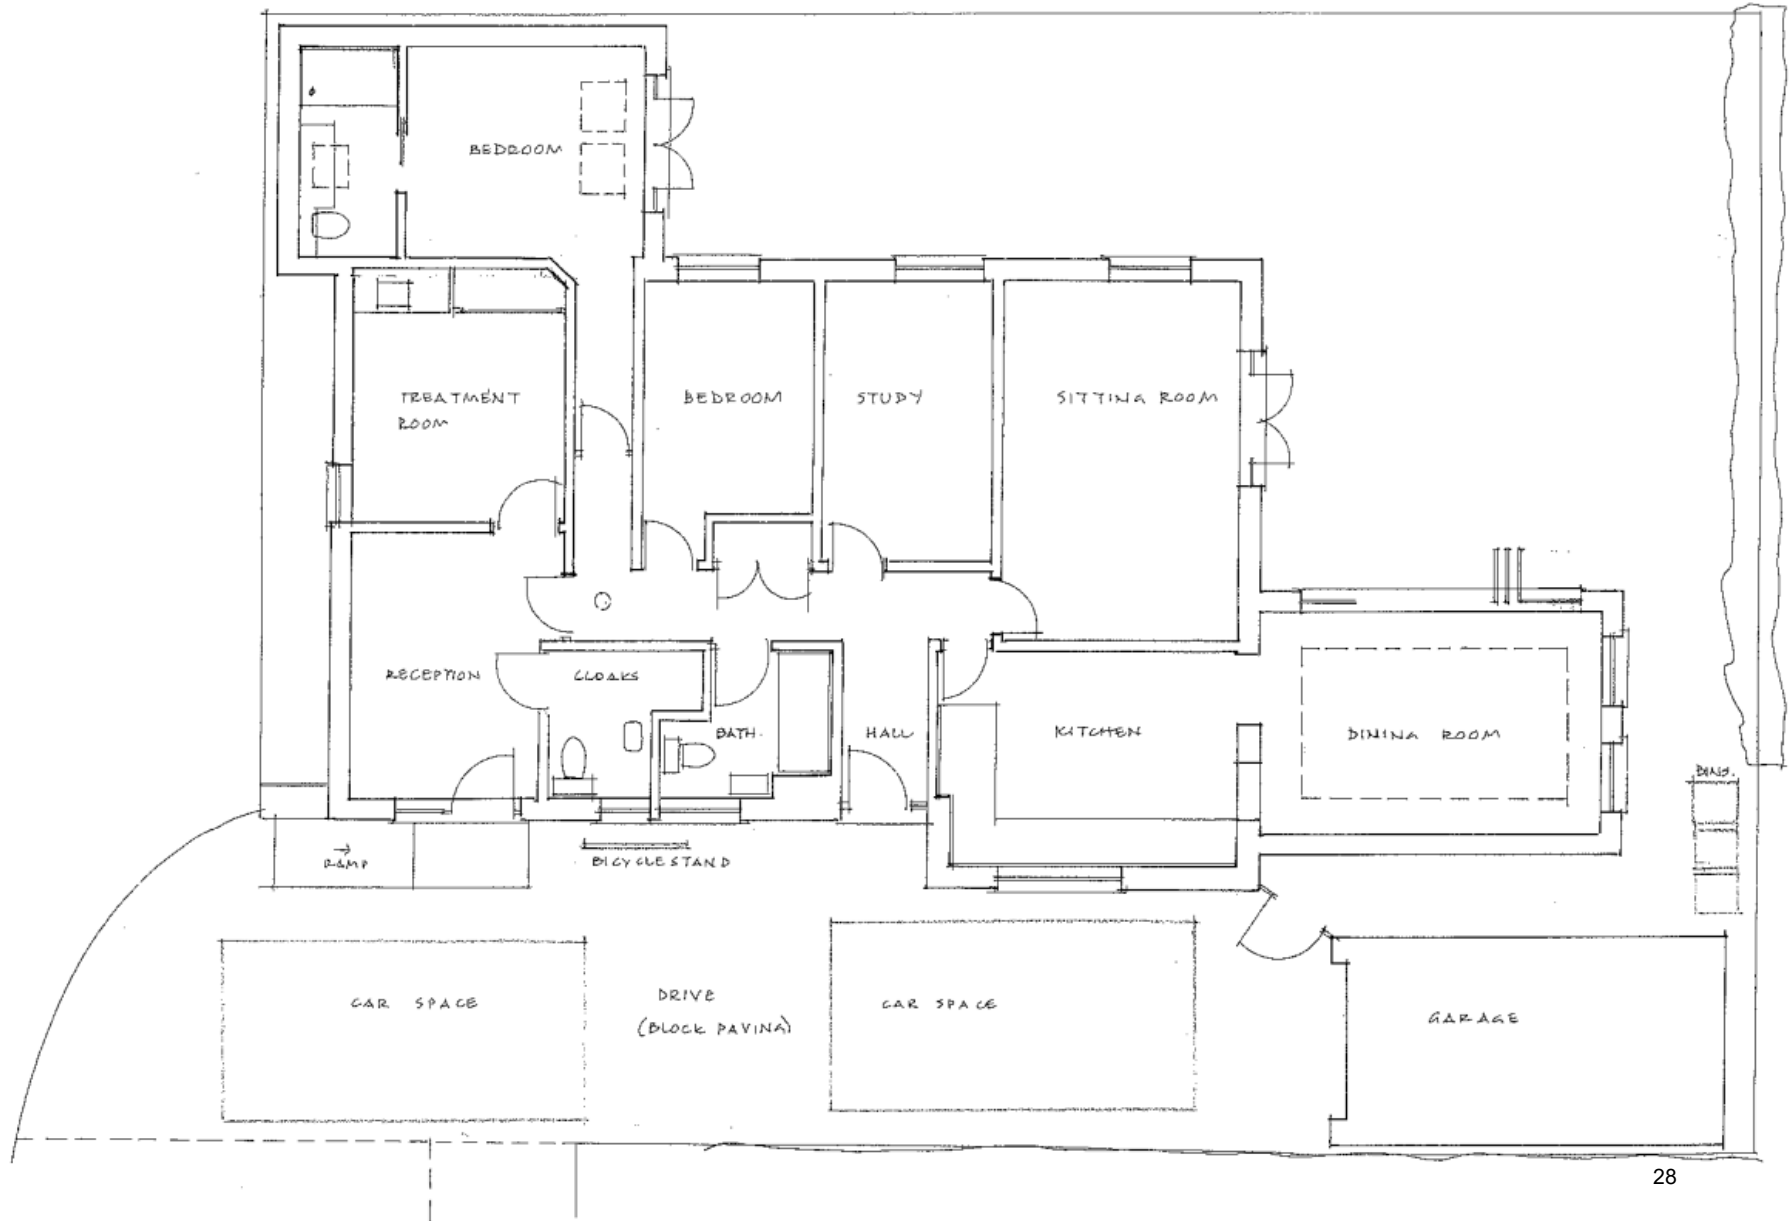 BEDROOM
TREATMENT
ROOM
BEDROOM
STUDY
SITTING ROOM
RECEPTION
CLOAKS
BATH.
HALL
KITCHEN
DINING ROOM
BINS.
RAMP
BICYCLE STAND
CAR SPACE
DRIVE
(BLOCK PAVING)
CAR SPACE
GARAGE
28